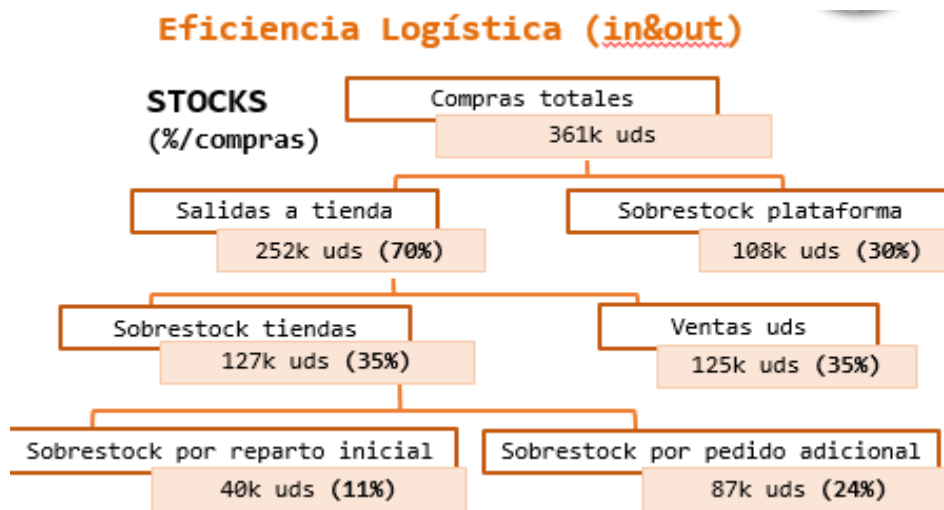 Eficiencia Logística (in&out)
STOCKS
(%/compras)
Compras totales
361k uds
Salidas a tienda
252k uds (70%)
Sobrestock plataforma
108k uds (30%)
Sobrestock tiendas
127k uds (35%)
Ventas uds
125k uds (35%)
Sobrestock por reparto inicial
40k uds (11%)
Sobrestock por pedido adicional
87k uds (24%)